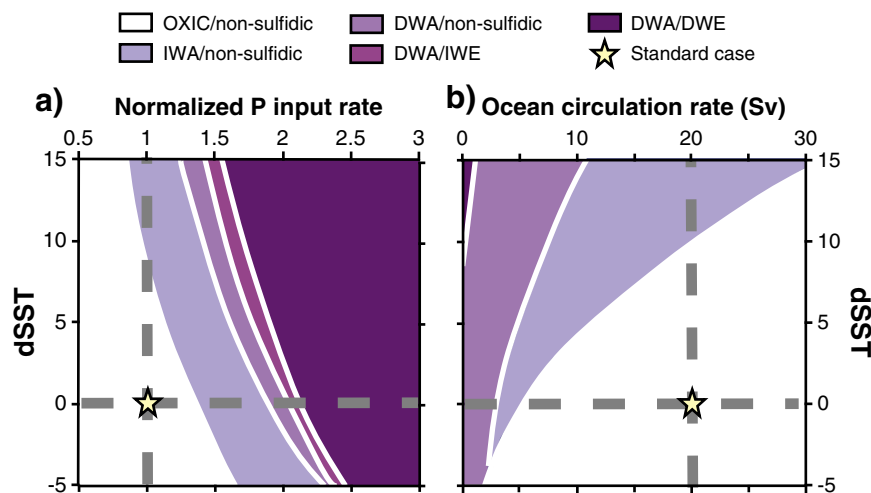 OXIC/non-sulfidic DWA/non-sulfidic DWA/DWE
IWA/non-sulfidic DWA/IWE Standard case
a) Normalized P input rate
0.5 1 1.5 2 2.5 3
15
10
5
0
-5
dSST
b) Ocean circulation rate (Sv)
0 10 20 30
15
10
5
0
-5
dSST